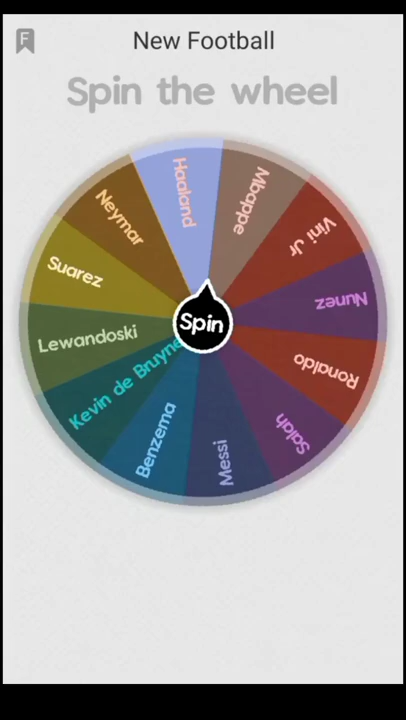 F
New Football
Spin the wheel
Haaland
Mbappe
Vini Jr
Nunez
Ronaldo
Salah
Messi
Benzema
Kevin de Bruyne
Lewandoski
Suarez
Neymar
Spin